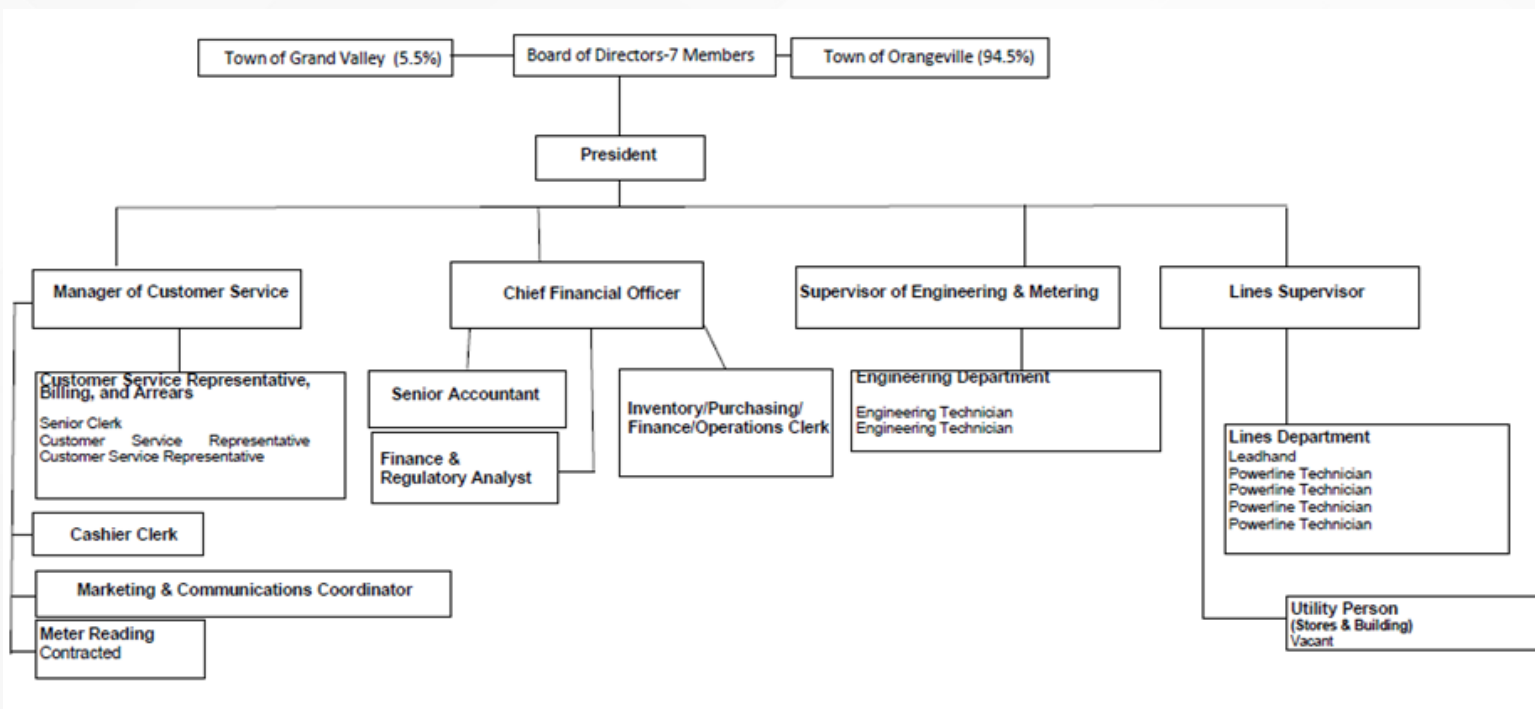 Town of Grand Valley (5.5%)
Board of Directors-7 Members
Town of Orangeville (94.5%)
President
Manager of Customer Service
Chief Financial Officer
Supervisor of Engineering & Metering
Lines Supervisor
Customer Service Representative,
Billing, and Arrears
Senior Clerk
Customer Service Representative
Customer Service Representative
Senior Accountant
Finance &
Regulatory Analyst
Inventory/Purchasing/
Finance/Operations Clerk
Engineering Department
Engineering Technician
Engineering Technician
Lines Department
Leadhand
Powerline Technician
Powerline Technician
Powerline Technician
Powerline Technician
Cashier Clerk
Marketing & Communications Coordinator
Meter Reading
Contracted
Utility Person
(Stores & Building)
Vacant